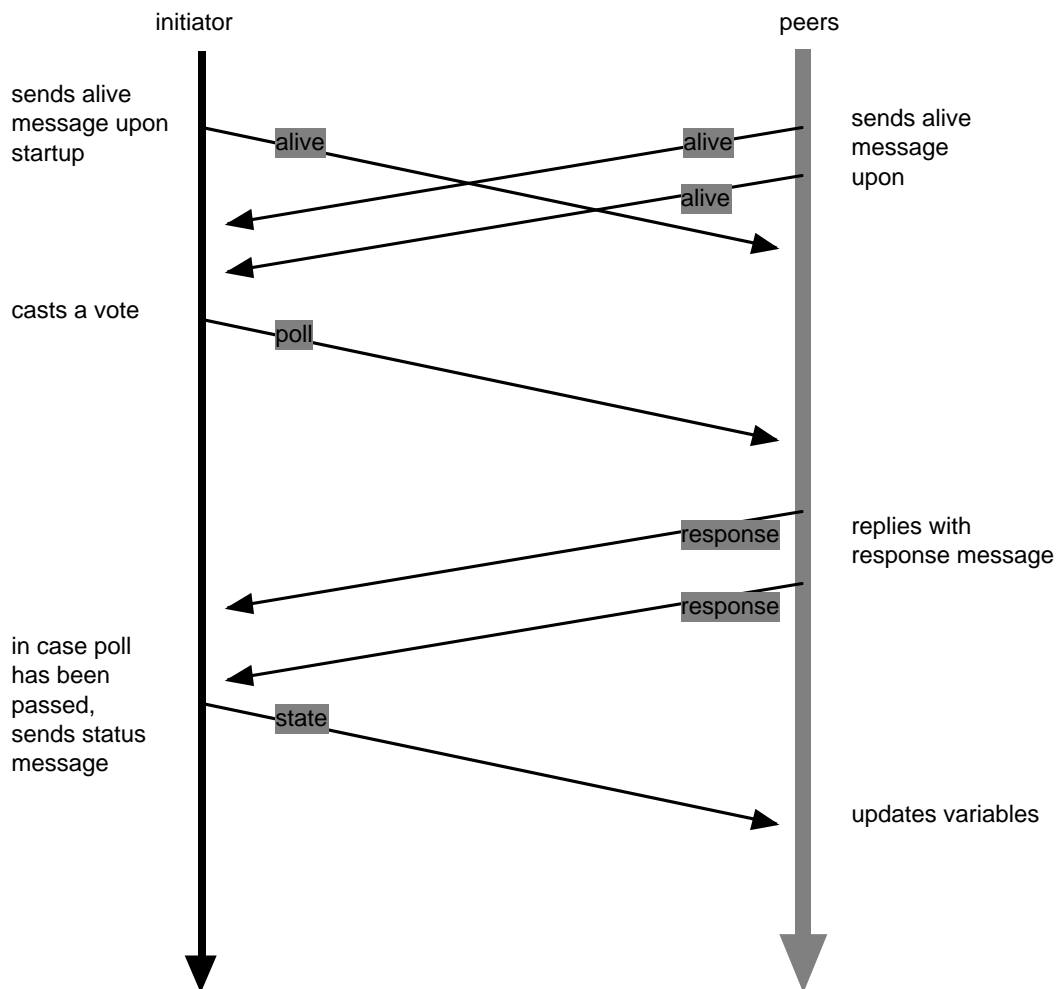 initiator
peers
sends alive
message upon
startup
alive
alive
sends alive
message
upon
alive
casts a vote
poll
response
replies with
response message
response
in case poll
has been
passed,
sends status
message
state
updates variables